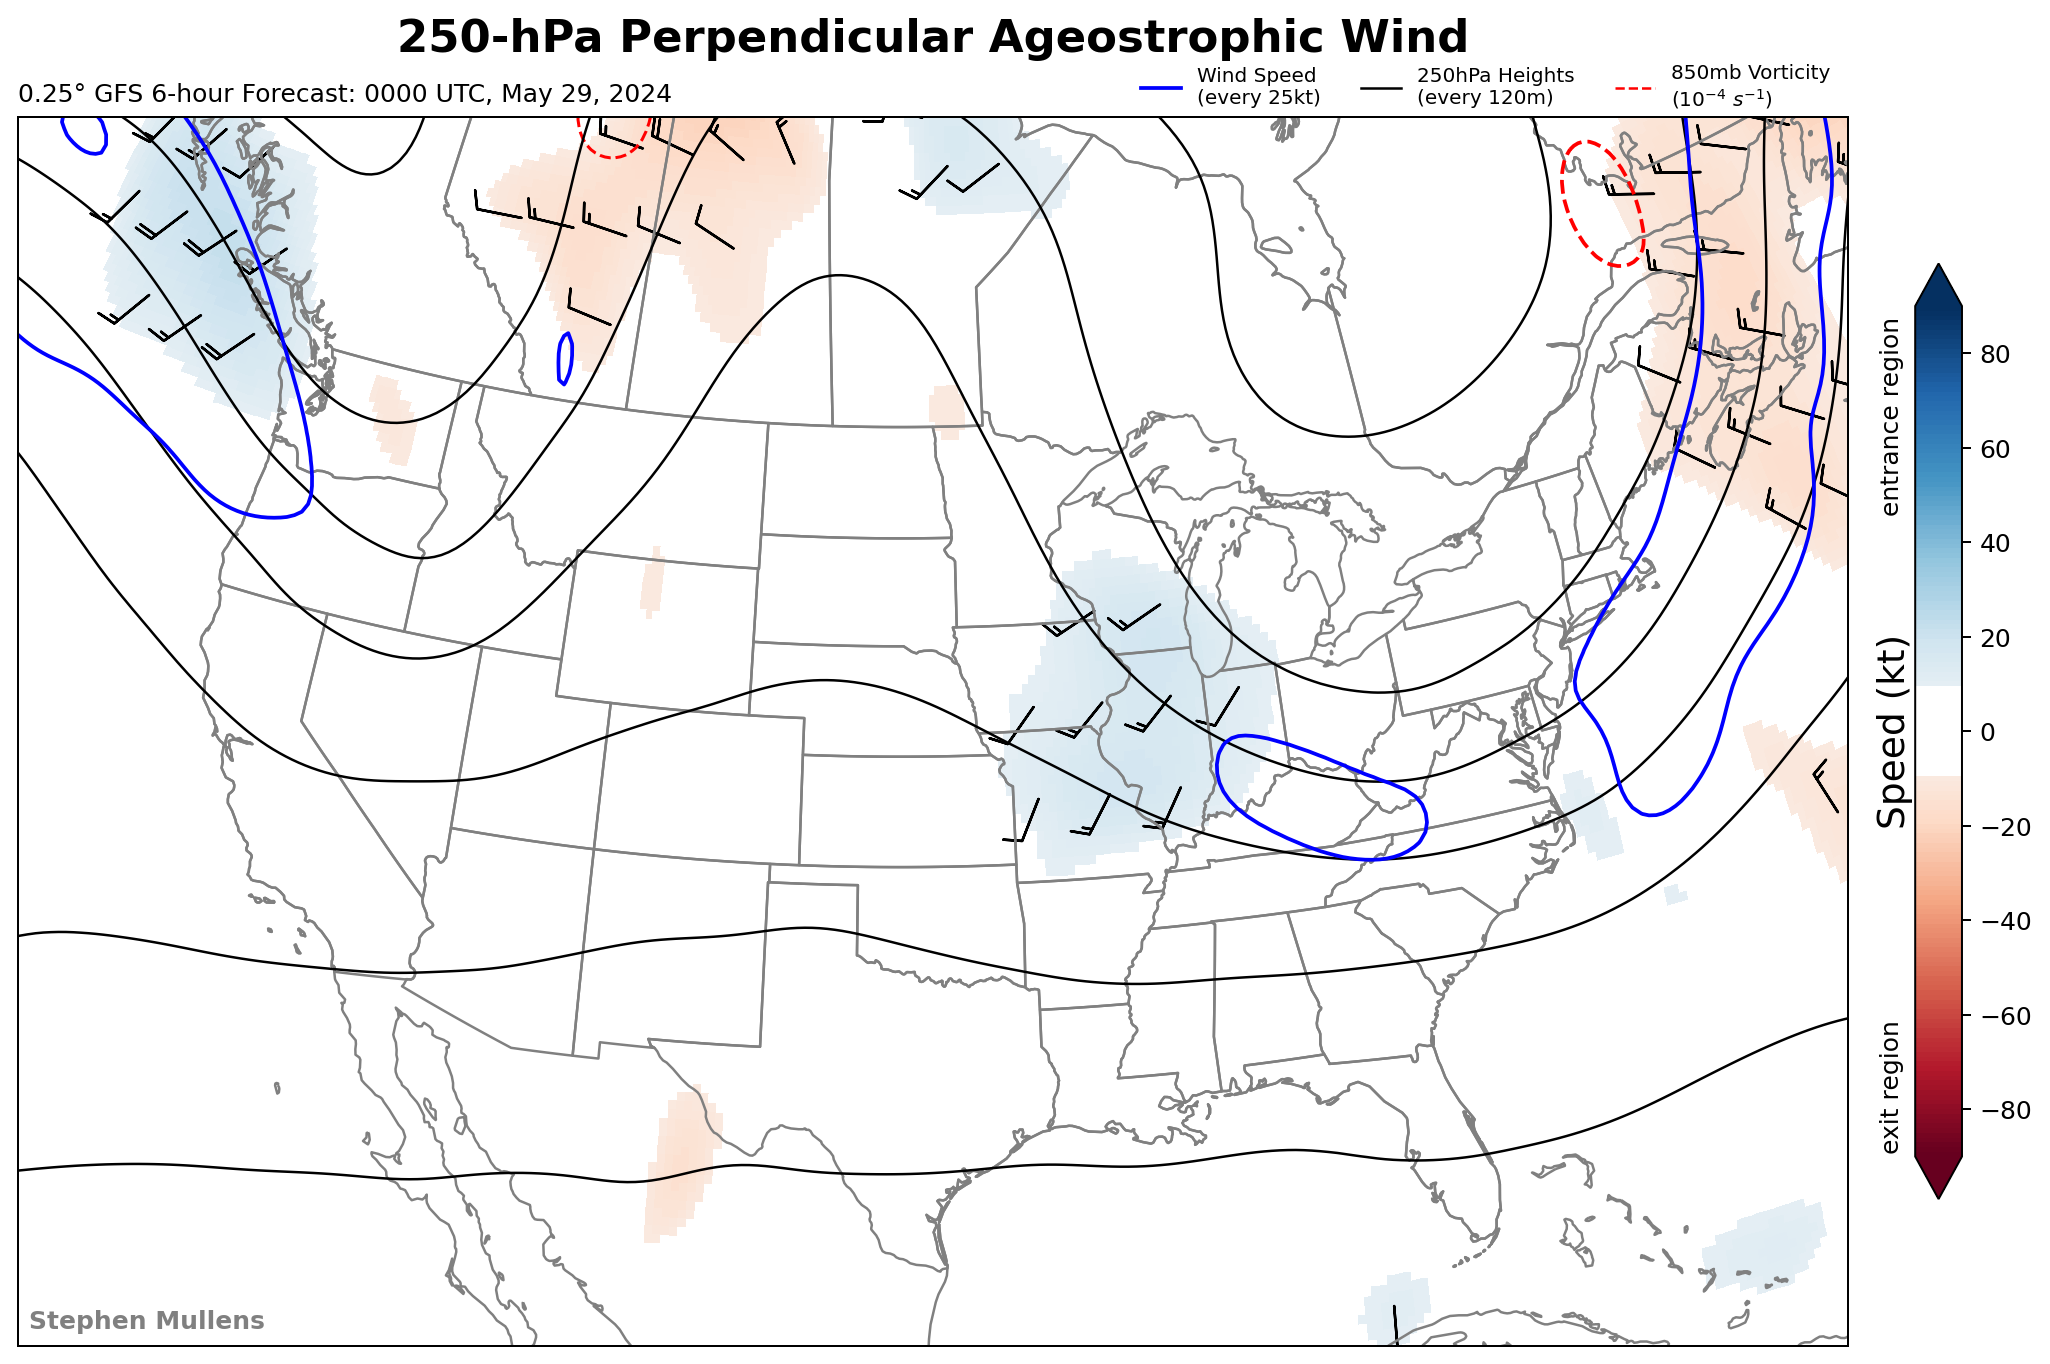 250-hPa Perpendicular Ageostrophic Wind
0.25° GFS 6-hour Forecast: 0000 UTC, May 29, 2024
Wind Speed
(every 25kt)
250hPa Heights
(every 120m)
850mb Vorticity
(10⁻⁴ s⁻¹)
entrance region
Speed (kt)
exit region
80
60
40
20
0
−20
−40
−60
−80
Stephen Mullens